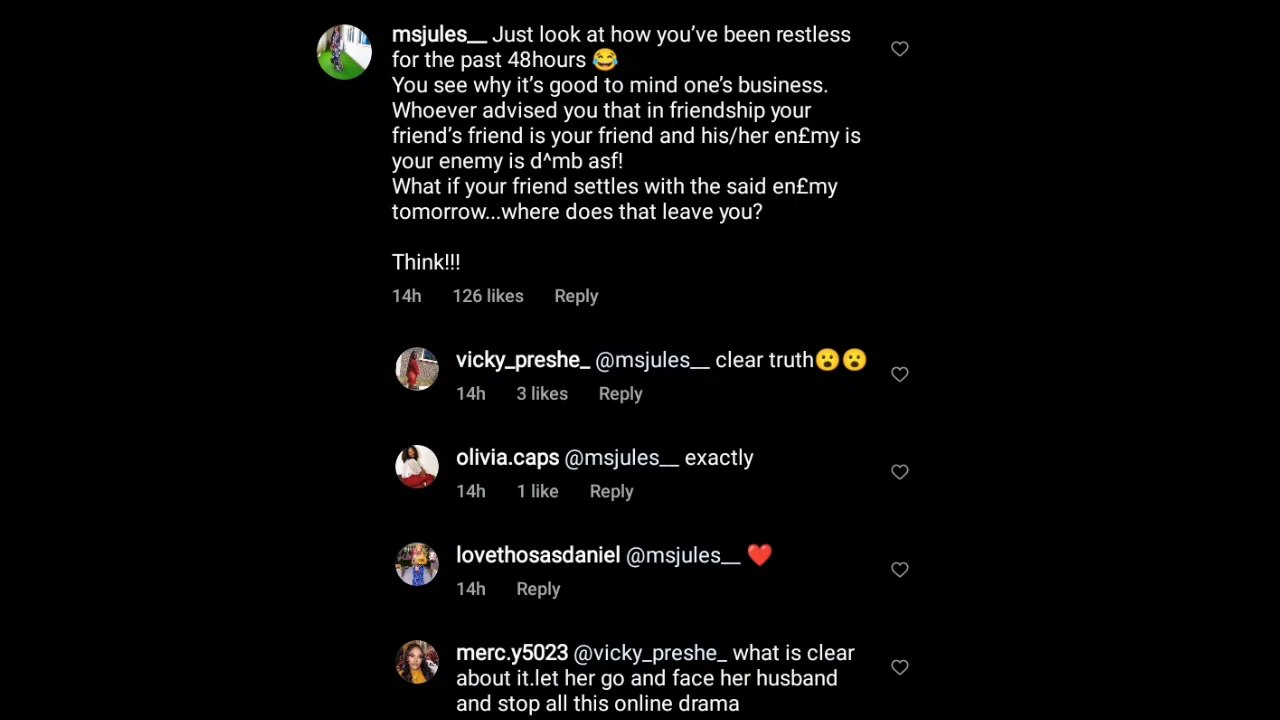 msjules__ Just look at how you’ve been restless
for the past 48hours 😂
You see why it’s good to mind one’s business.
Whoever advised you that in friendship your
friend’s friend is your friend and his/her en£my is
your enemy is d^mb asf!
What if your friend settles with the said en£my
tomorrow...where does that leave you?
Think!!!
14h 126 likes Reply
vicky_preshe_ @msjules__ clear truth😮😮
14h 3 likes Reply
olivia.caps @msjules__ exactly
14h 1 like Reply
lovethosasdaniel @msjules__ ❤️
14h Reply
merc.y5023 @vicky_preshe_ what is clear
about it.let her go and face her husband
and stop all this online drama